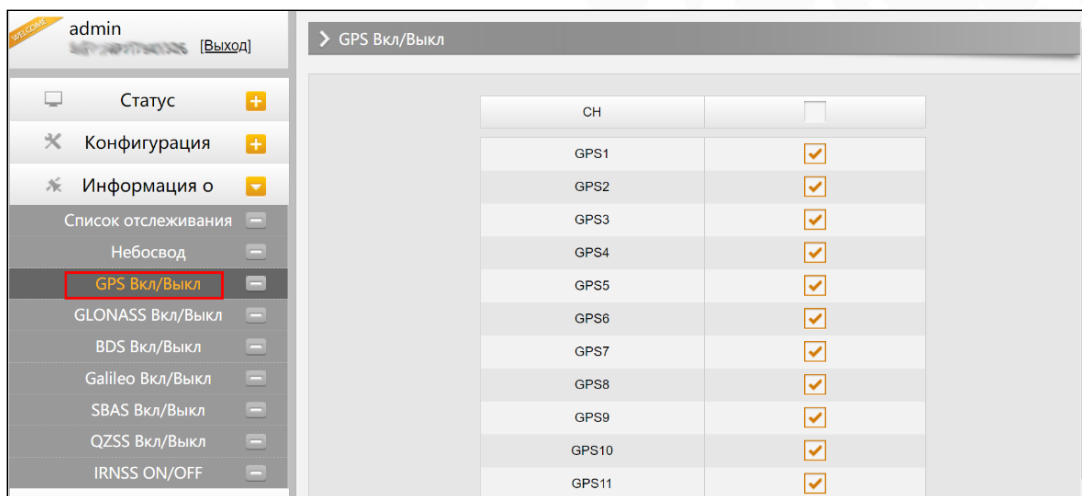 WELCOME
admin
[Выход]
Статус
Конфигурация
Информация о
Список отслеживания
Небосвод
GPS Вкл/Выкл
GLONASS Вкл/Выкл
BDS Вкл/Выкл
Galileo Вкл/Выкл
SBAS Вкл/Выкл
QZSS Вкл/Выкл
IRNSS ON/OFF
GPS Вкл/Выкл
CH
GPS1
GPS2
GPS3
GPS4
GPS5
GPS6
GPS7
GPS8
GPS9
GPS10
GPS11